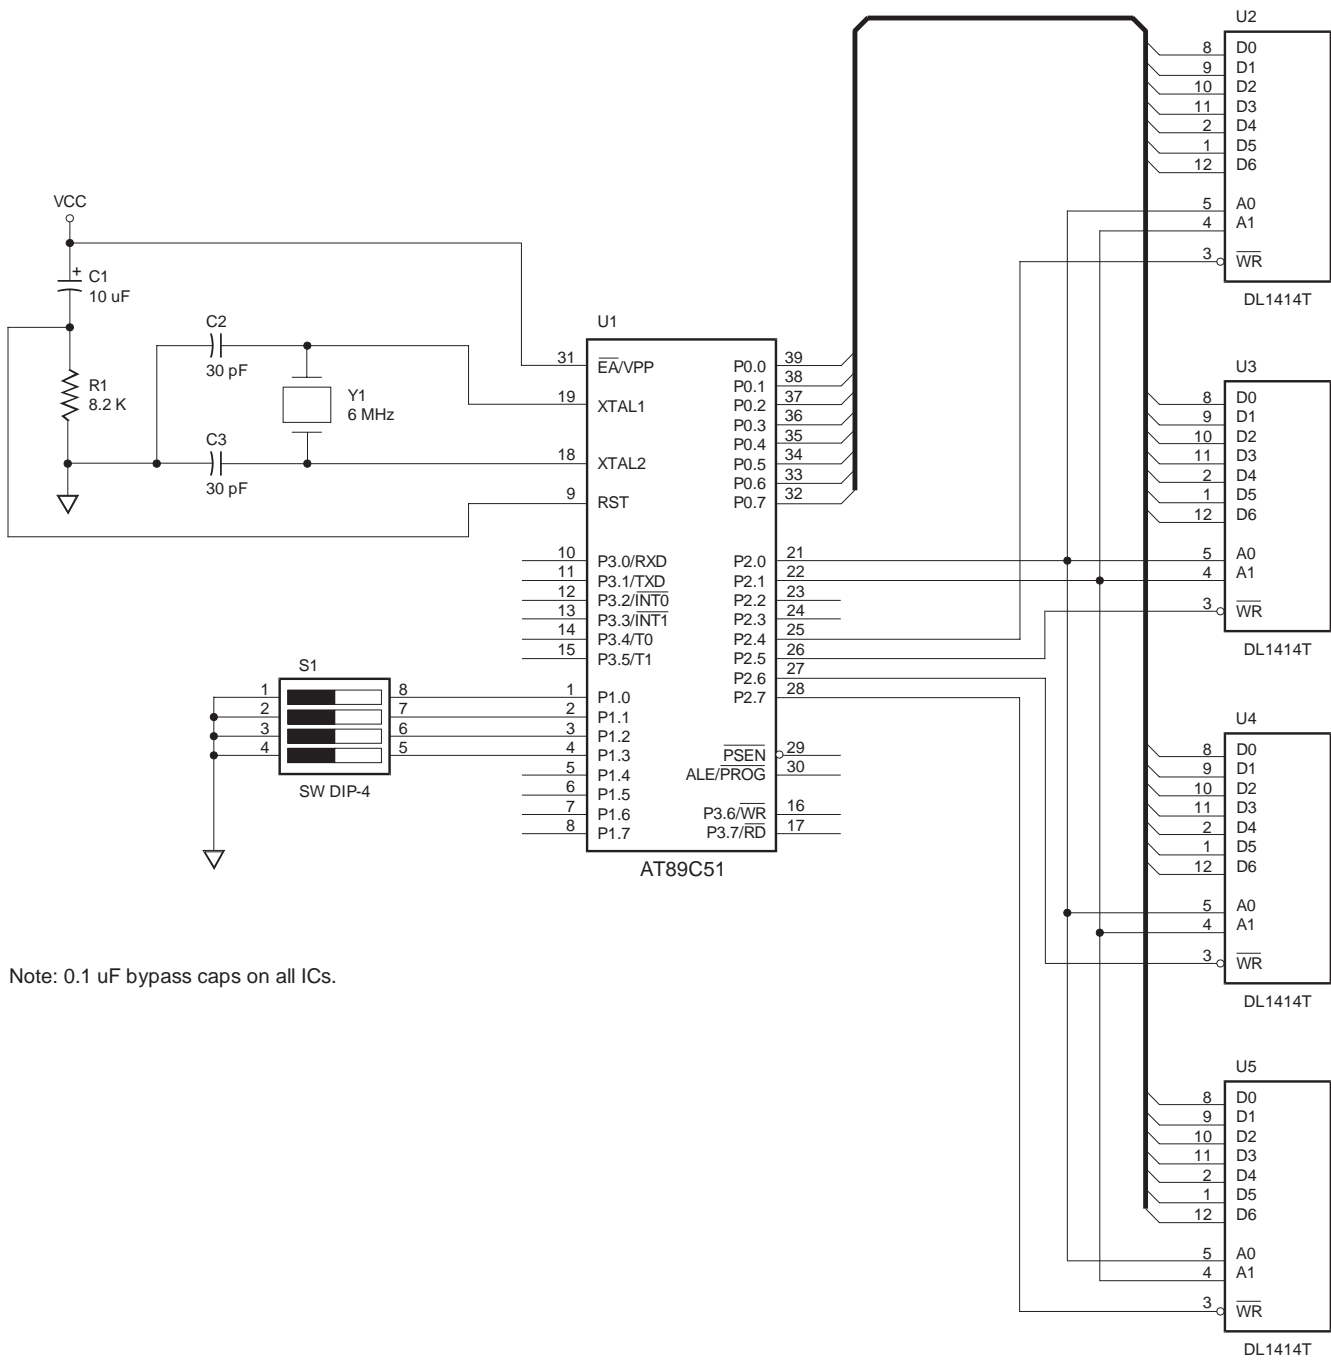 VCC
+
C1
10 uF
R1
8.2 K
C2
30 pF
C3
30 pF
Y1
6 MHz
U1
31 EA/VPP
19 XTAL1
18 XTAL2
9 RST
10 P3.0/RXD
11 P3.1/TXD
12 P3.2/INT0
13 P3.3/INT1
14 P3.4/T0
15 P3.5/T1
1 P1.0
2 P1.1
3 P1.2
4 P1.3
5 P1.4
6 P1.5
7 P1.6
8 P1.7
P0.0 39
P0.1 38
P0.2 37
P0.3 36
P0.4 35
P0.5 34
P0.6 33
P0.7 32
P2.0 21
P2.1 22
P2.2 23
P2.3 24
P2.4 25
P2.5 26
P2.6 27
P2.7 28
PSEN 29
ALE/PROG 30
P3.6/WR 16
P3.7/RD 17
AT89C51
S1
1 8
2 7
3 6
4 5
SW DIP-4
Note: 0.1 uF bypass caps on all ICs.
U2
8 D0
9 D1
10 D2
11 D3
2 D4
1 D5
12 D6
5 A0
4 A1
3 WR
DL1414T
U3
8 D0
9 D1
10 D2
11 D3
2 D4
1 D5
12 D6
5 A0
4 A1
3 WR
DL1414T
U4
8 D0
9 D1
10 D2
11 D3
2 D4
1 D5
12 D6
5 A0
4 A1
3 WR
DL1414T
U5
8 D0
9 D1
10 D2
11 D3
2 D4
1 D5
12 D6
5 A0
4 A1
3 WR
DL1414T